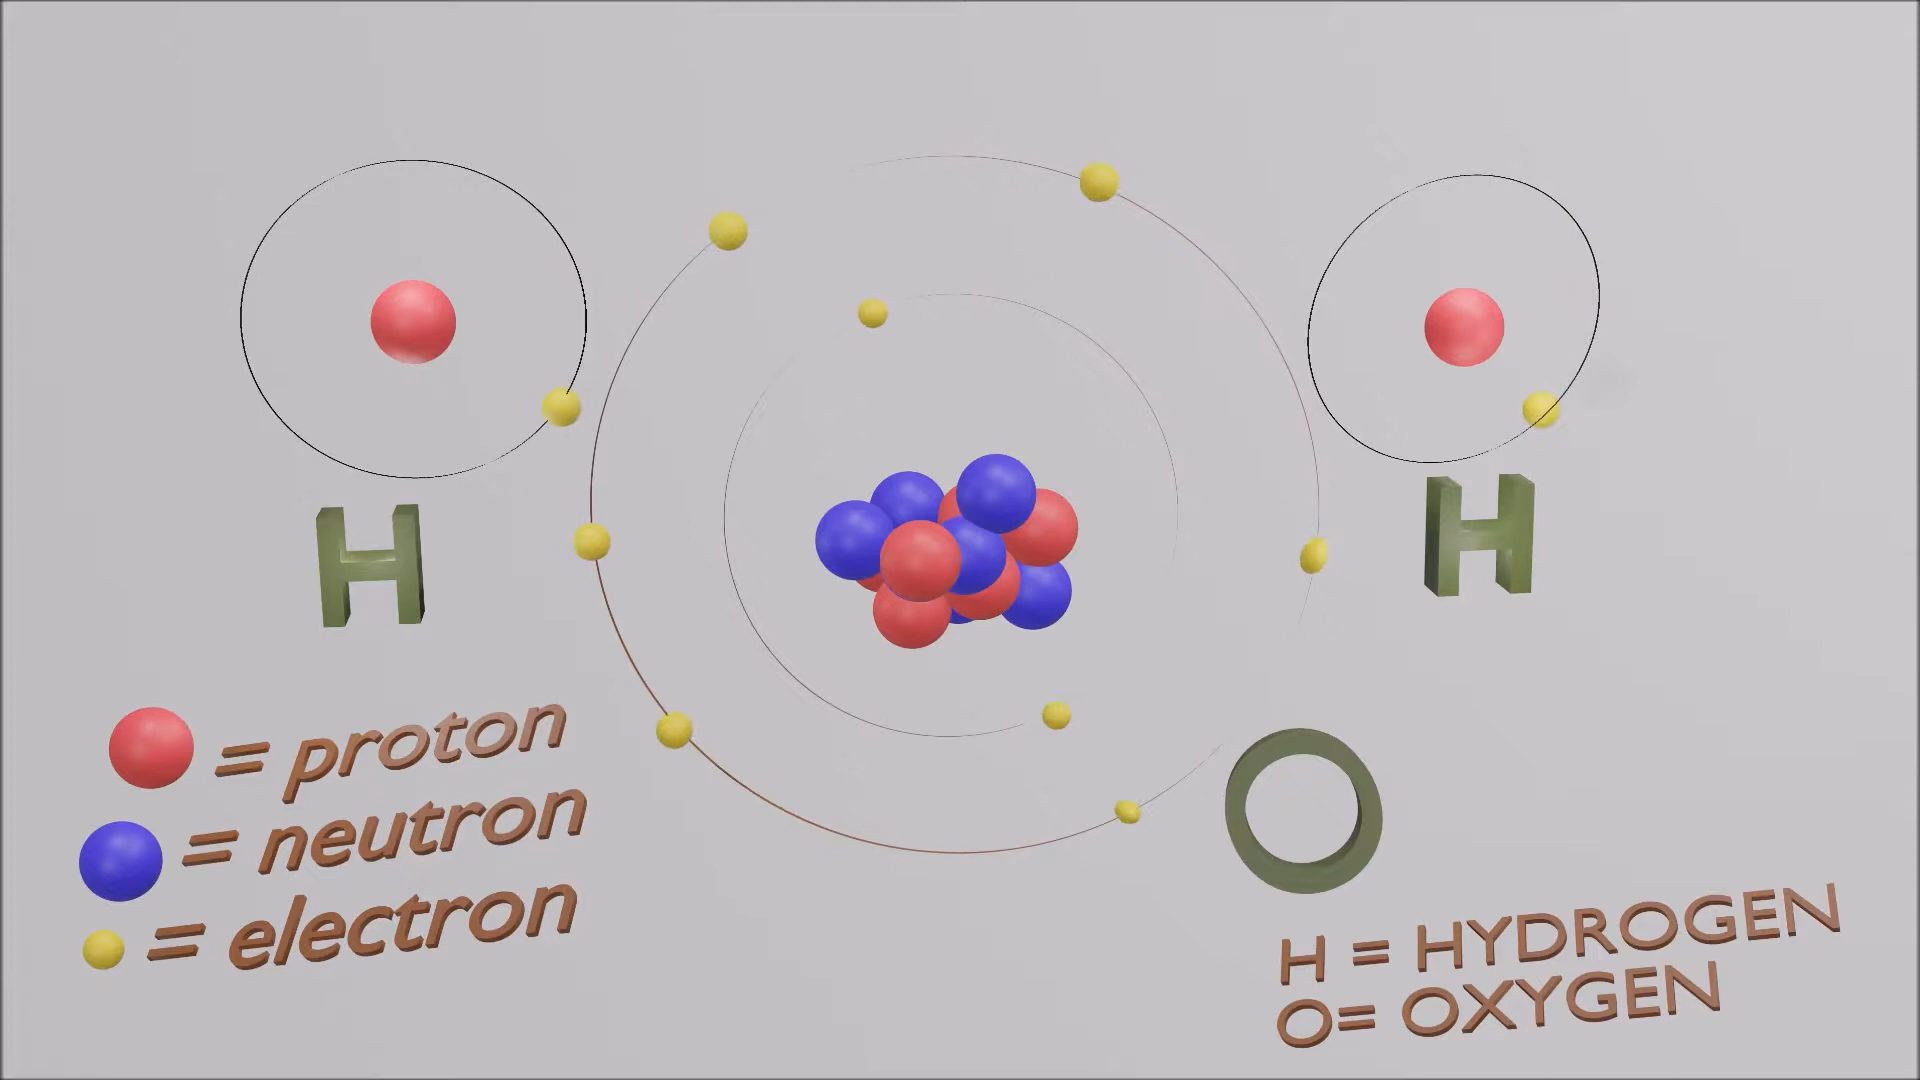 H
H
= proton
= neutron
= electron
O
H = HYDROGEN
O= OXYGEN